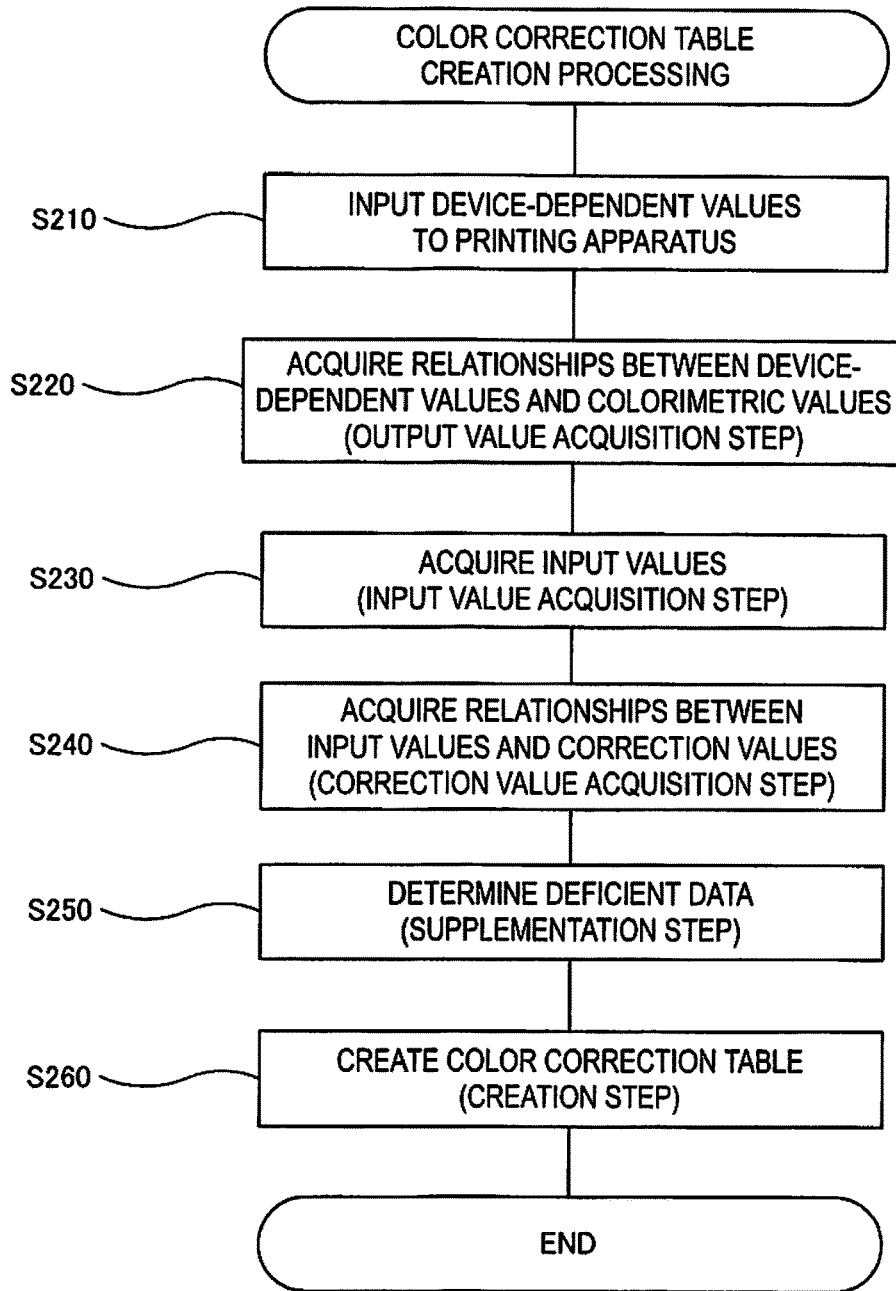 COLOR CORRECTION TABLE
CREATION PROCESSING
S210
INPUT DEVICE-DEPENDENT VALUES
TO PRINTING APPARATUS
S220
ACQUIRE RELATIONSHIPS BETWEEN DEVICE-
DEPENDENT VALUES AND COLORIMETRIC VALUES
(OUTPUT VALUE ACQUISITION STEP)
S230
ACQUIRE INPUT VALUES
(INPUT VALUE ACQUISITION STEP)
S240
ACQUIRE RELATIONSHIPS BETWEEN
INPUT VALUES AND CORRECTION VALUES
(CORRECTION VALUE ACQUISITION STEP)
S250
DETERMINE DEFICIENT DATA
(SUPPLEMENTATION STEP)
S260
CREATE COLOR CORRECTION TABLE
(CREATION STEP)
END